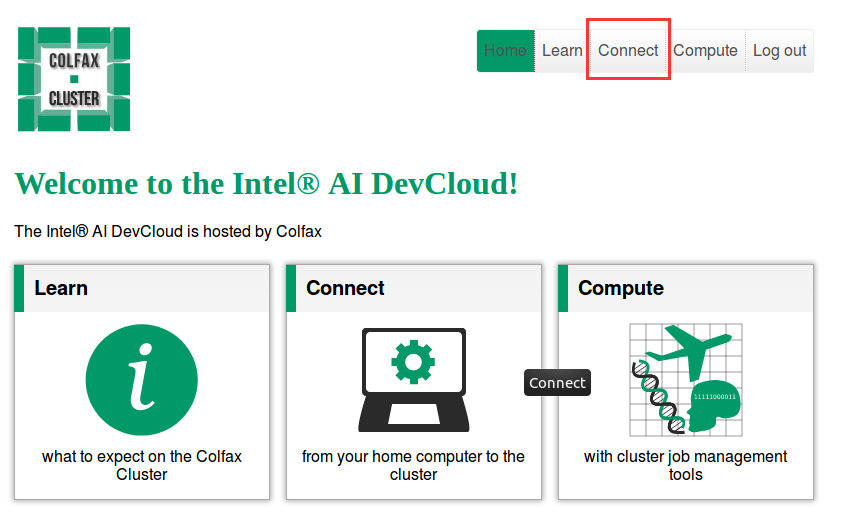 COLFAX
CLUSTER
Home Learn Connect Compute Log out
Welcome to the Intel® AI DevCloud!
The Intel® AI DevCloud is hosted by Colfax
Learn
i
what to expect on the Colfax
Cluster
Connect
from your home computer to the
cluster
Connect
Compute
11111000011
with cluster job management
tools